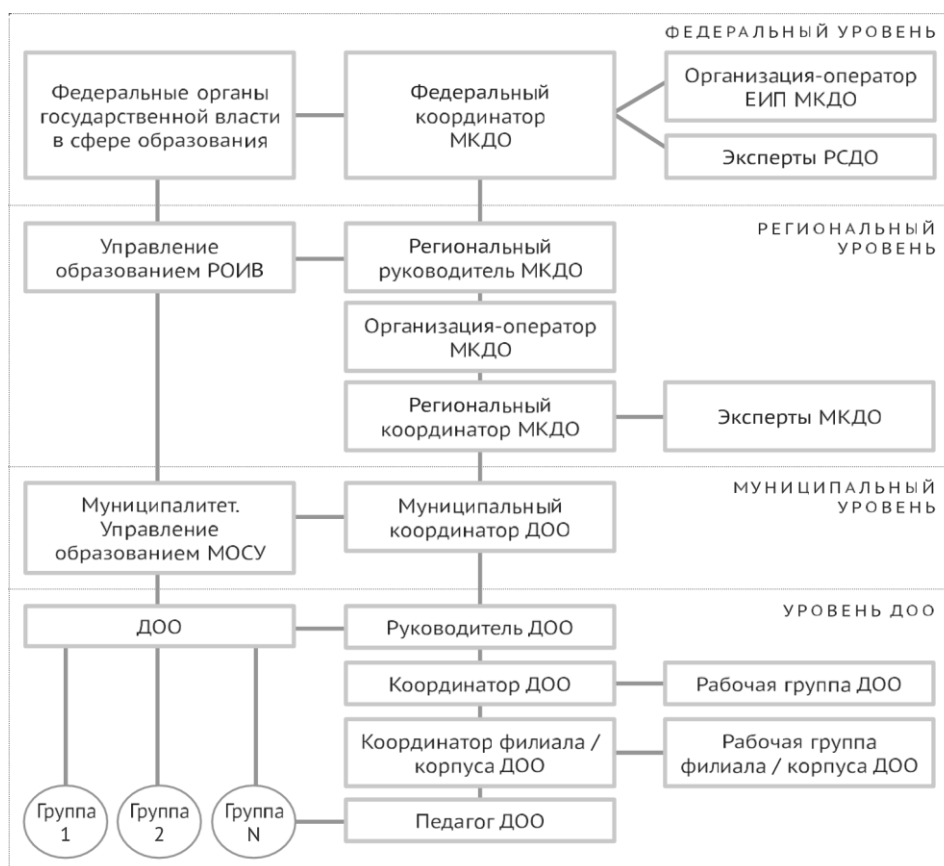 ФЕДЕРАЛЬНЫЙ УРОВЕНЬ
Федеральные органы
государственной власти
в сфере образования
Федеральный
координатор
МКДО
Организация-оператор
ЕИП МКДО
Эксперты РСДО
РЕГИОНАЛЬНЫЙ
УРОВЕНЬ
Управление
образованием РОИВ
Региональный
руководитель МКДО
Организация-оператор
МКДО
Региональный
координатор МКДО
Эксперты МКДО
МУНИЦИПАЛЬНЫЙ
УРОВЕНЬ
Муниципалитет.
Управление
образованием МОСУ
Муниципальный
координатор ДОО
УРОВЕНЬ ДОО
ДОО
Руководитель ДОО
Координатор ДОО
Рабочая группа ДОО
Координатор филиала /
корпуса ДОО
Рабочая группа
филиала / корпуса ДОО
Группа
1
Группа
2
Группа
N
Педагог ДОО